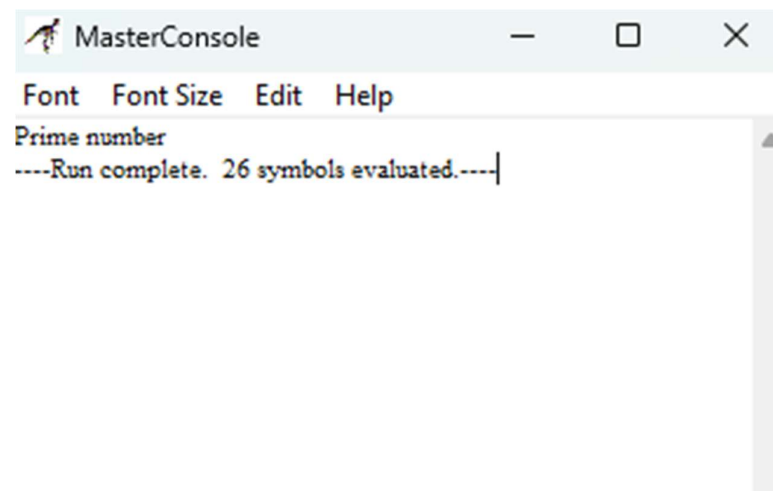 MasterConsole
Font Font Size Edit Help
Prime number
----Run complete.  26 symbols evaluated.----